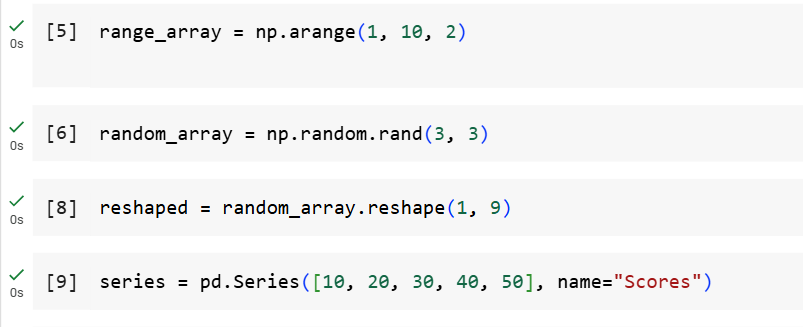 [5] range_array = np.arange(1, 10, 2)
0s
[6] random_array = np.random.rand(3, 3)
0s
[8] reshaped = random_array.reshape(1, 9)
0s
[9] series = pd.Series([10, 20, 30, 40, 50], name="Scores")
0s